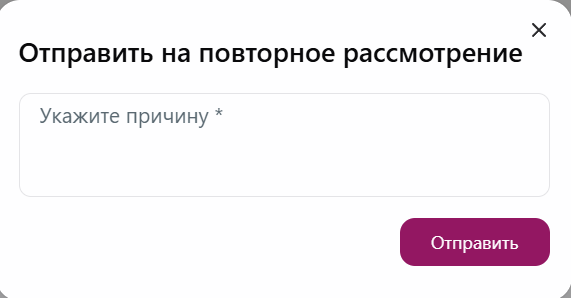 Отправить на повторное рассмотрение
Укажите причину *
Отправить